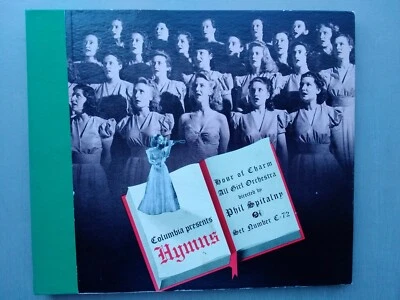 Columbia presents
Hymns
Hour of Charm
All Girl Orchestra
directed by
Phil Spitalny
Set Number C-72